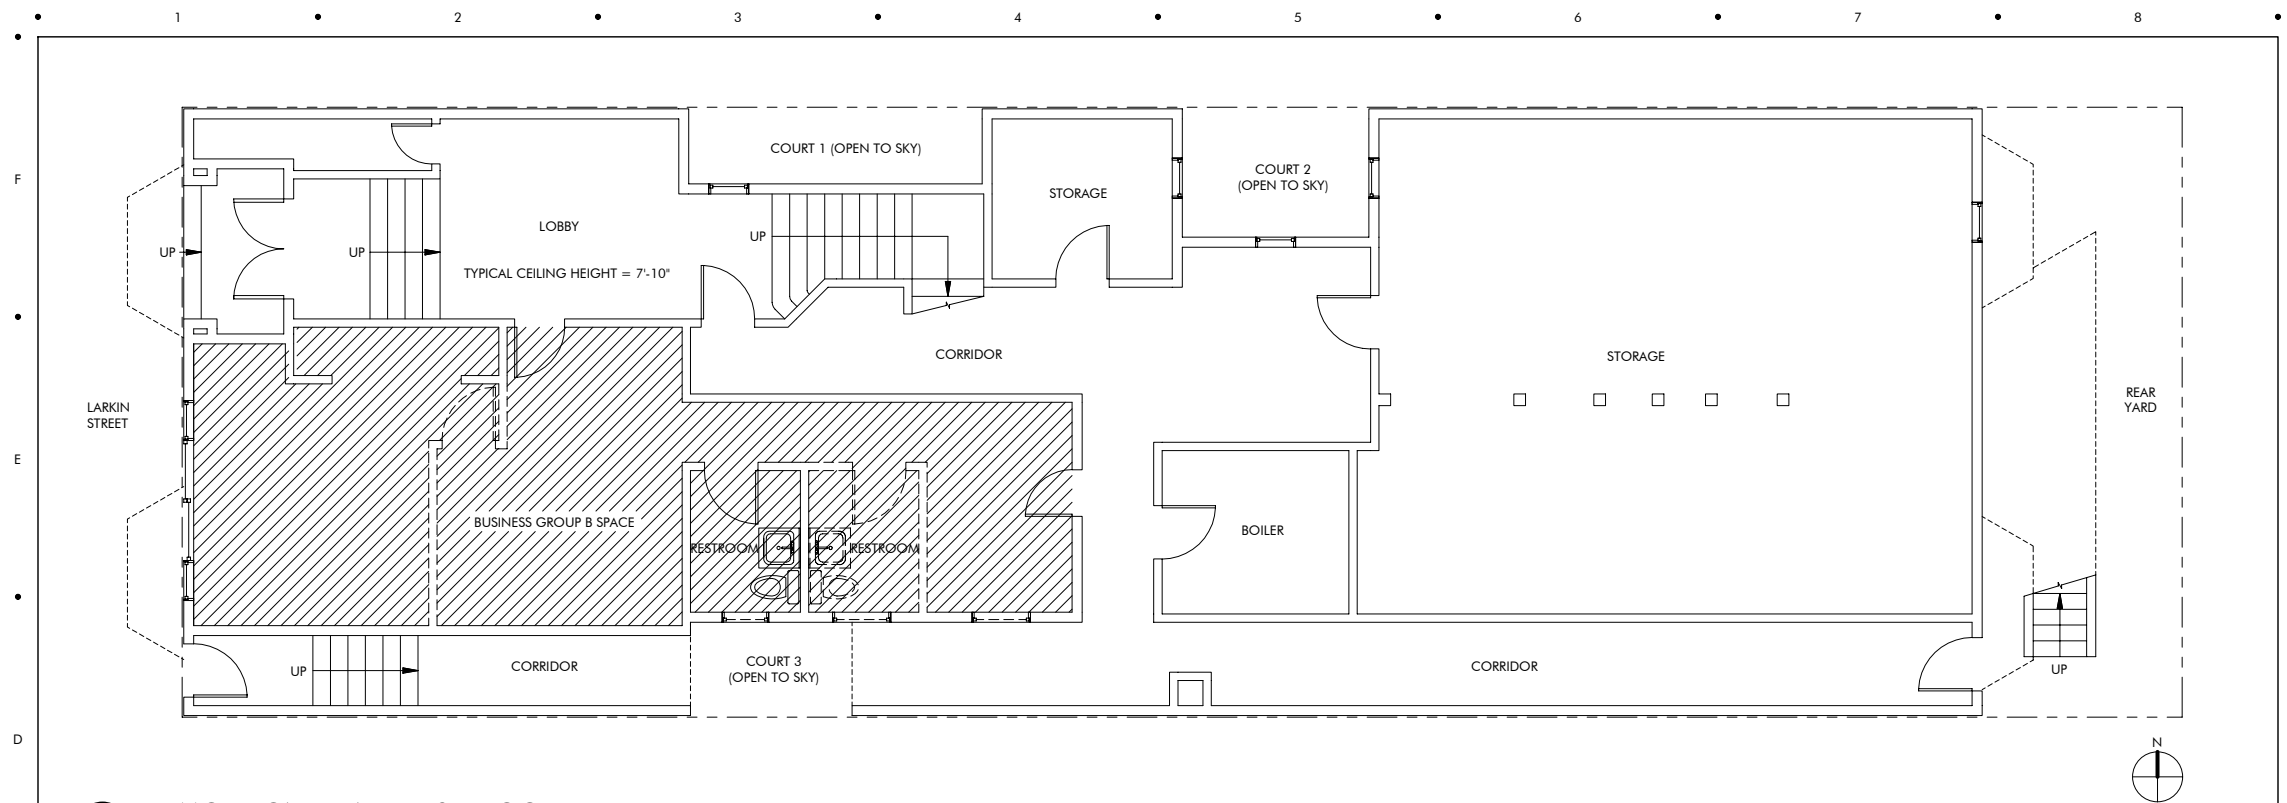 1 2 3 4 5 6 7 8
F
E
D
COURT 1 (OPEN TO SKY)
COURT 2
(OPEN TO SKY)
STORAGE
LOBBY
UP
UP
UP
TYPICAL CEILING HEIGHT = 7'-10"
CORRIDOR
STORAGE
LARKIN
STREET
REAR
YARD
BUSINESS GROUP B SPACE
RESTROOM
RESTROOM
BOILER
UP
CORRIDOR
COURT 3
(OPEN TO SKY)
CORRIDOR
UP
N